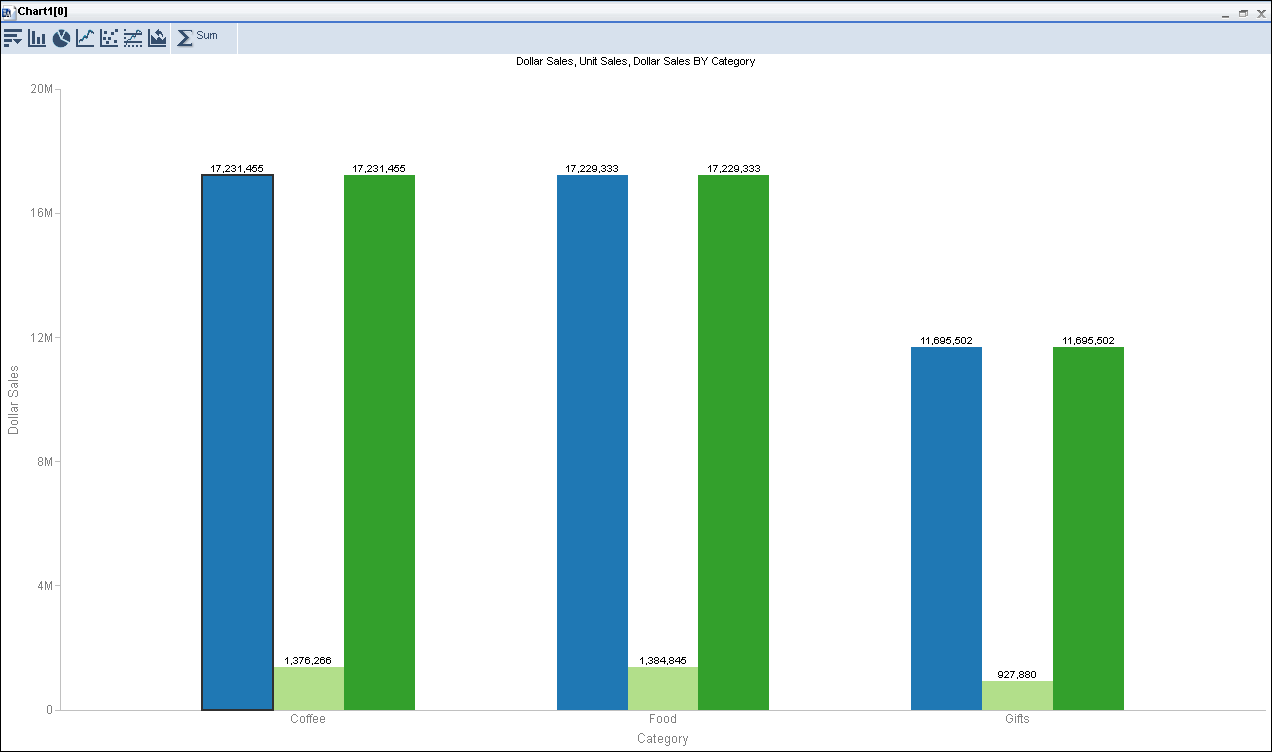 Chart1[0]
Sum
Dollar Sales, Unit Sales, Dollar Sales BY Category
20M
16M
12M
8M
4M
0
Dollar Sales
17,231,455
17,231,455
17,229,333
17,229,333
11,695,502
11,695,502
1,376,266
1,384,845
927,880
Coffee
Food
Gifts
Category